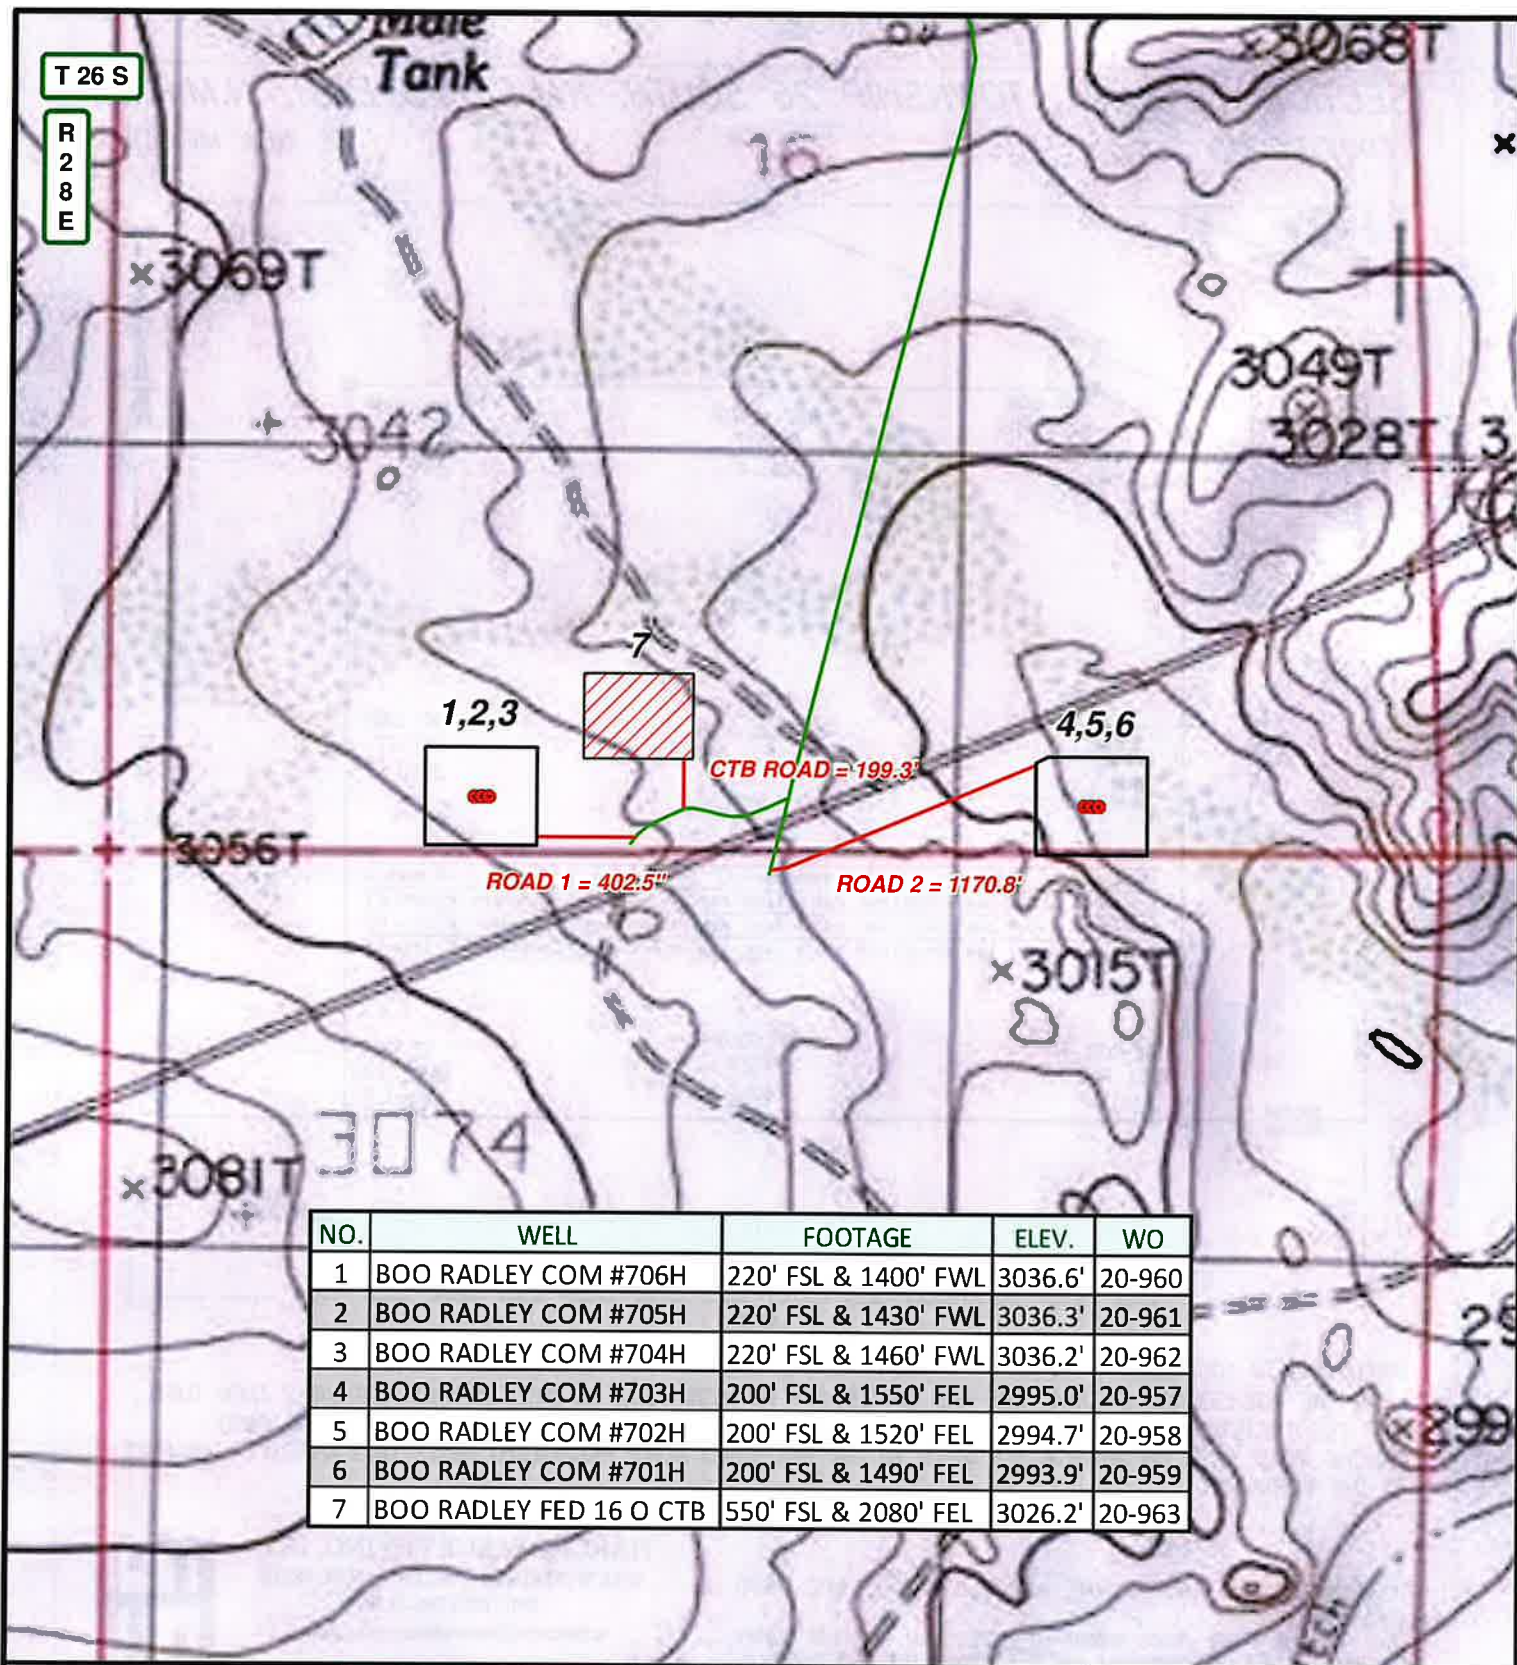 Tank
T 26 S
R
2
8
E
3068T
16
3069T
3049T
3028T
3042
7
1,2,3
4,5,6
CTB ROAD = 199.3'
3056T
ROAD 1 = 402.5"
ROAD 2 = 1170.8'
3015T
3074
3081T
NO. WELL FOOTAGE ELEV. WO
1 BOO RADLEY COM #706H 220' FSL & 1400' FWL 3036.6' 20-960
2 BOO RADLEY COM #705H 220' FSL & 1430' FWL 3036.3' 20-961
3 BOO RADLEY COM #704H 220' FSL & 1460' FWL 3036.2' 20-962
4 BOO RADLEY COM #703H 200' FSL & 1550' FEL 2995.0' 20-957
5 BOO RADLEY COM #702H 200' FSL & 1520' FEL 2994.7' 20-958
6 BOO RADLEY COM #701H 200' FSL & 1490' FEL 2993.9' 20-959
7 BOO RADLEY FED 16 O CTB 550' FSL & 2080' FEL 3026.2' 20-963